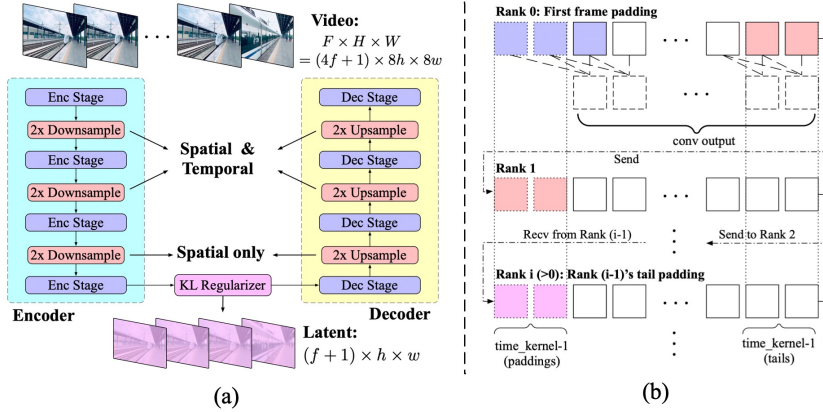 Video:
F × H × W
= (4f + 1) × 8h × 8w
Enc Stage
2x Downsample
Enc Stage
2x Downsample
Enc Stage
2x Downsample
Enc Stage
Encoder
Spatial &
Temporal
Spatial only
KL Regularizer
Dec Stage
2x Upsample
Dec Stage
2x Upsample
Dec Stage
2x Upsample
Dec Stage
Decoder
Latent:
(f + 1) × h × w
(a)
Rank 0: First frame padding
conv output
Send
Rank 1
Recv from Rank (i-1)
Send to Rank 2
Rank i (>0): Rank (i-1)'s tail padding
time_kernel-1
(paddings)
time_kernel-1
(tails)
(b)